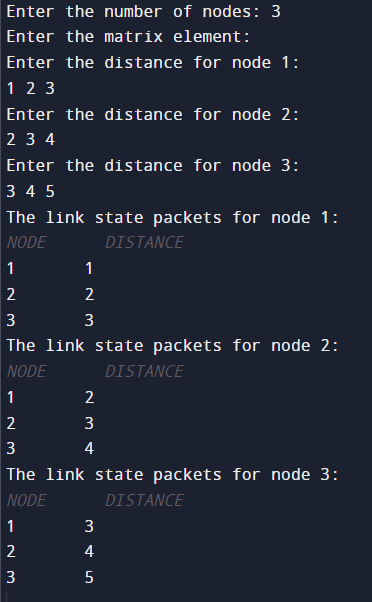 Enter the number of nodes: 3
Enter the matrix element:
Enter the distance for node 1:
1 2 3
Enter the distance for node 2:
2 3 4
Enter the distance for node 3:
3 4 5
The link state packets for node 1:
NODE DISTANCE
1 1
2 2
3 3
The link state packets for node 2:
NODE DISTANCE
1 2
2 3
3 4
The link state packets for node 3:
NODE DISTANCE
1 3
2 4
3 5